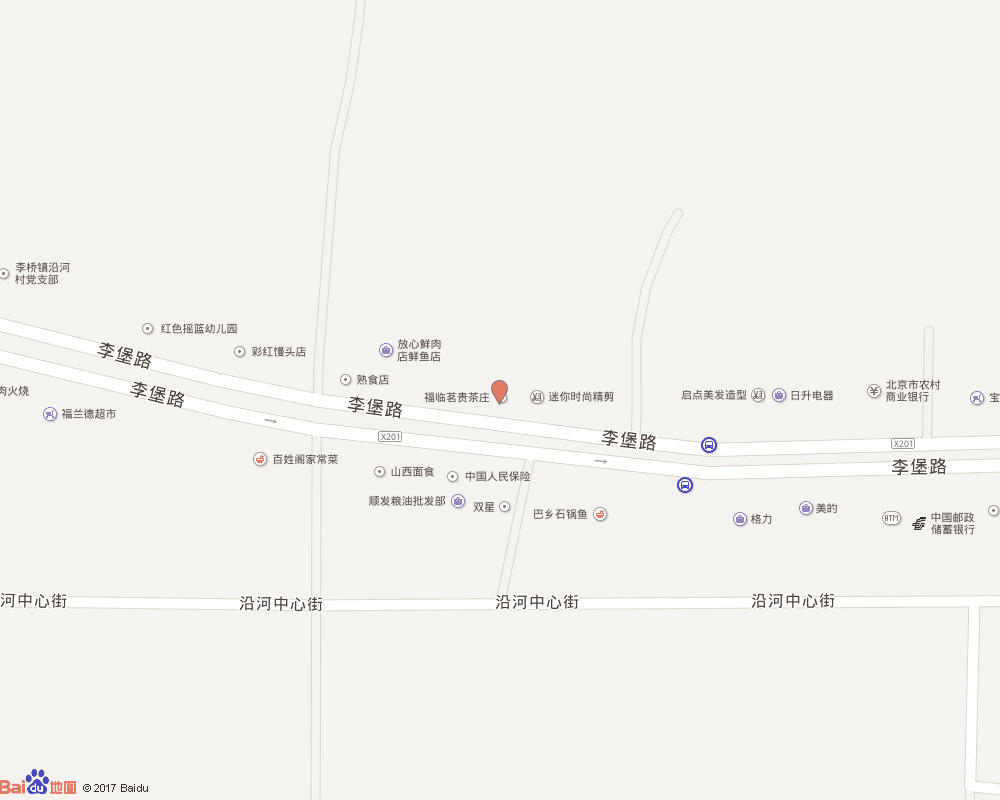 李桥镇沿河
村党支部
红色摇篮幼儿园
彩红馒头店
放心鲜肉
店鲜鱼店
李堡路
李堡路
熟食店
李堡路
福临茗贵茶庄
迷你时尚精剪
启点美发造型
日升电器
北京市农村
商业银行
宝
肉火烧
福兰德超市
X201
李堡路
X201
李堡路
百姓阁家常菜
山西面食
中国人民保险
顺发粮油批发部
双星
巴乡石锅鱼
格力
美的
ATM
中国邮政
储蓄银行
河中心街
沿河中心街
沿河中心街
沿河中心街
Baidu地图
© 2017 Baidu